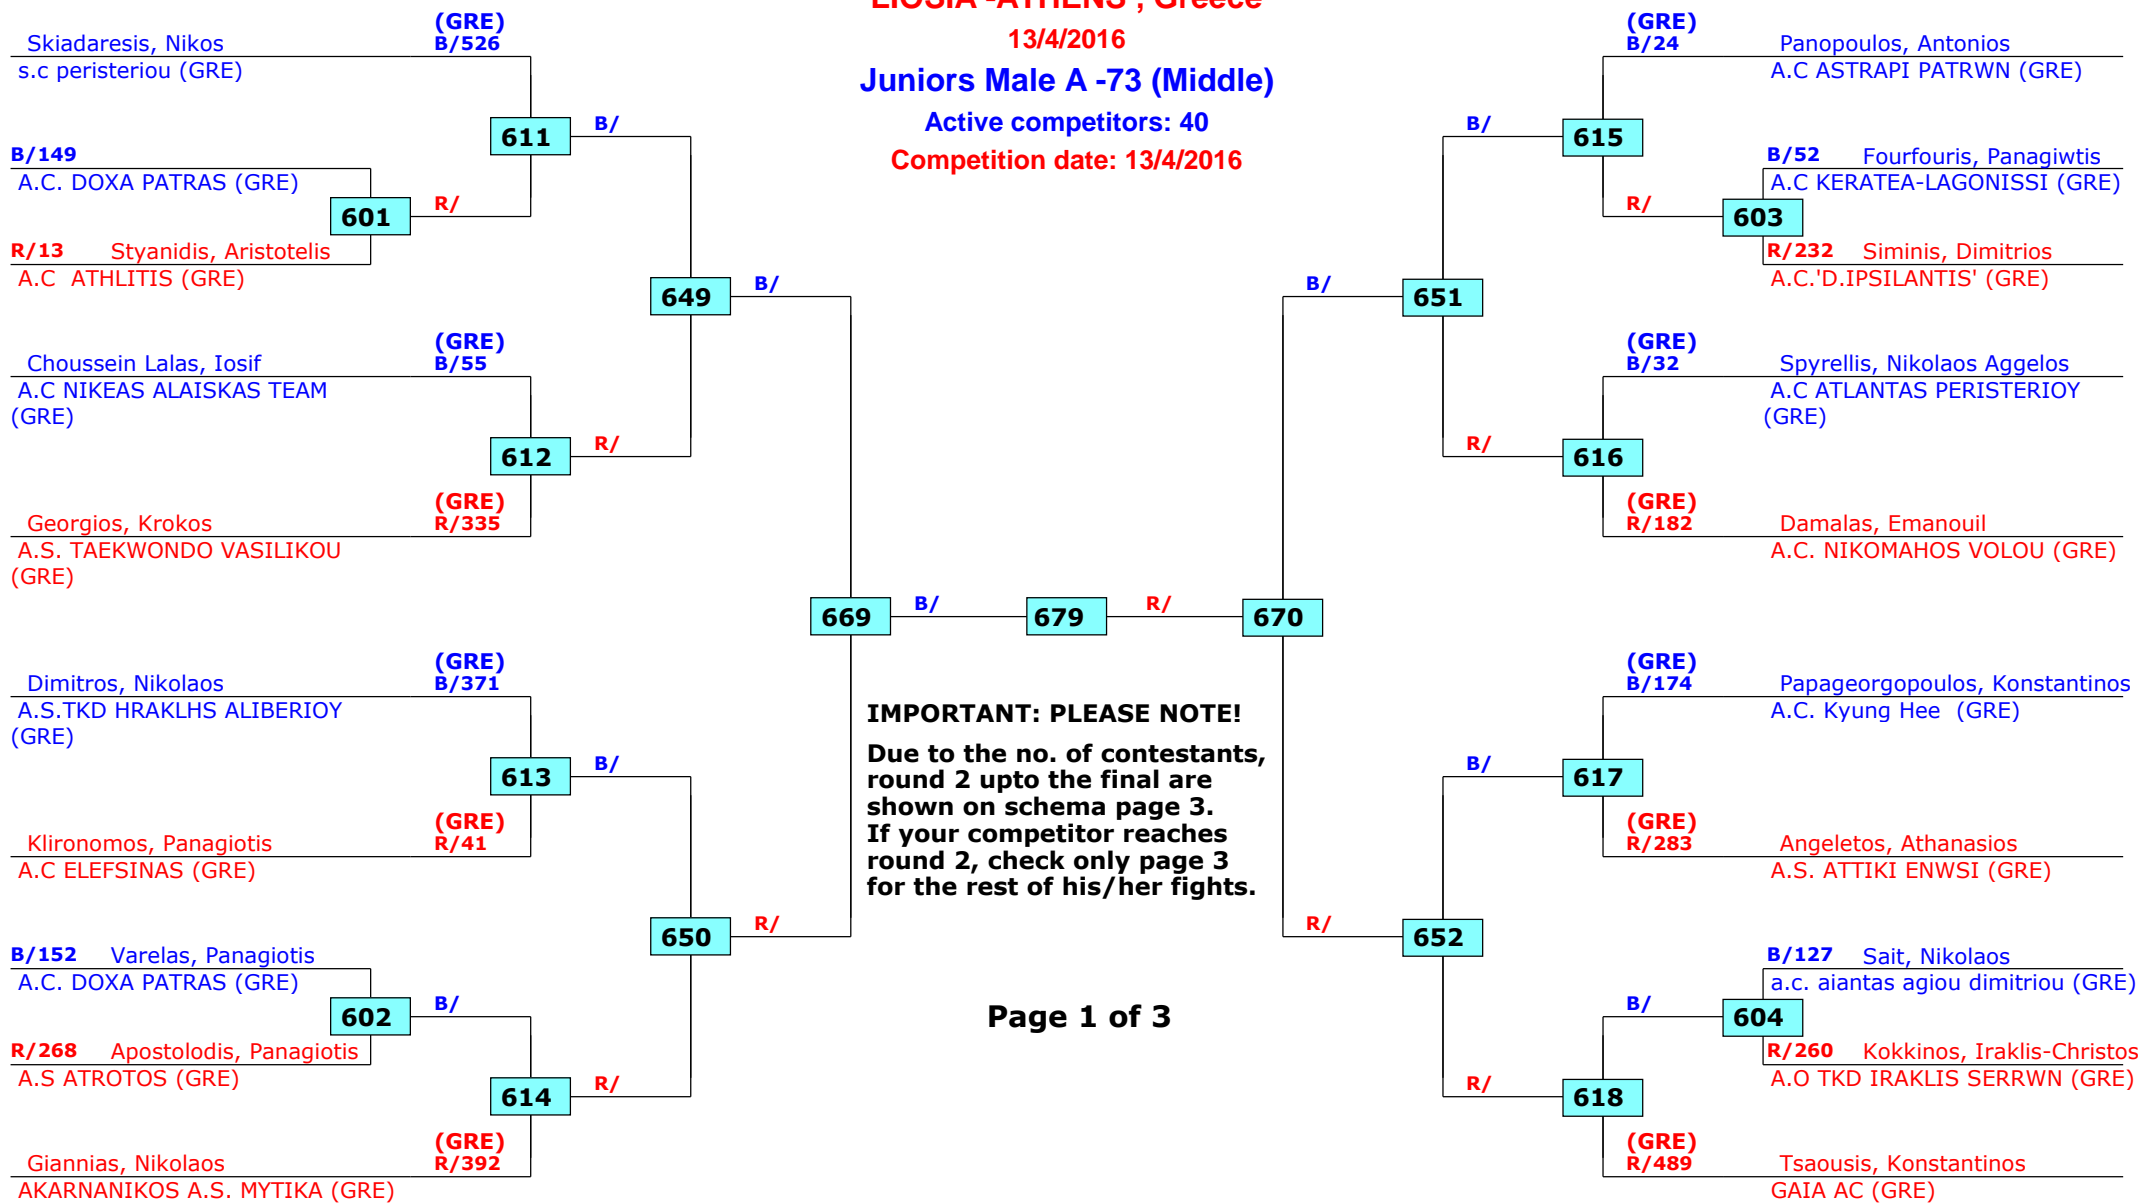 LIOSIA -ATHENS , Greece
13/4/2016
Juniors Male A -73 (Middle)
Active competitors: 40
Competition date: 13/4/2016
(GRE)
Skiadaresis, Nikos B/526
s.c peristeriou (GRE)
611
B/
B/149
A.C. DOXA PATRAS (GRE)
601
R/
R/13 Styanidis, Aristotelis
A.C ATHLITIS (GRE)
649
B/
(GRE)
Choussein Lalas, Iosif B/55
A.C NIKEAS ALAISKAS TEAM
(GRE)
612
R/
(GRE)
Georgios, Krokos R/335
A.S. TAEKWONDO VASILIKOU
(GRE)
669
B/
679
R/
670
(GRE)
Dimitros, Nikolaos B/371
A.S.TKD HRAKLHS ALIBERIOY
(GRE)
613
B/
(GRE)
Klironomos, Panagiotis R/41
A.C ELEFSINAS (GRE)
650
R/
B/152 Varelas, Panagiotis
A.C. DOXA PATRAS (GRE)
602
B/
R/268 Apostolodis, Panagiotis
A.S ATROTOS (GRE)
614
R/
(GRE)
Giannias, Nikolaos R/392
AKARNANIKOS A.S. MYTIKA (GRE)
IMPORTANT: PLEASE NOTE!
Due to the no. of contestants,
round 2 upto the final are
shown on schema page 3.
If your competitor reaches
round 2, check only page 3
for the rest of his/her fights.
Page 1 of 3
(GRE)
B/24 Panopoulos, Antonios
A.C ASTRAPI PATRWN (GRE)
B/
615
B/52 Fourfouris, Panagiwtis
A.C KERATEA-LAGONISSI (GRE)
R/
603
R/232 Siminis, Dimitrios
A.C.'D.IPSILANTIS' (GRE)
B/
651
(GRE)
B/32 Spyrellis, Nikolaos Aggelos
A.C ATLANTAS PERISTERIOY
(GRE)
R/
616
(GRE)
R/182 Damalas, Emanouil
A.C. NIKOMAHOS VOLOU (GRE)
(GRE)
B/174 Papageorgopoulos, Konstantinos
A.C. Kyung Hee (GRE)
B/
617
(GRE)
R/283 Angeletos, Athanasios
A.S. ATTIKI ENWSI (GRE)
R/
652
B/127 Sait, Nikolaos
a.c. aiantas agiou dimitriou (GRE)
B/
604
R/260 Kokkinos, Iraklis-Christos
A.O TKD IRAKLIS SERRWN (GRE)
R/
618
(GRE)
R/489 Tsaousis, Konstantinos
GAIA AC (GRE)